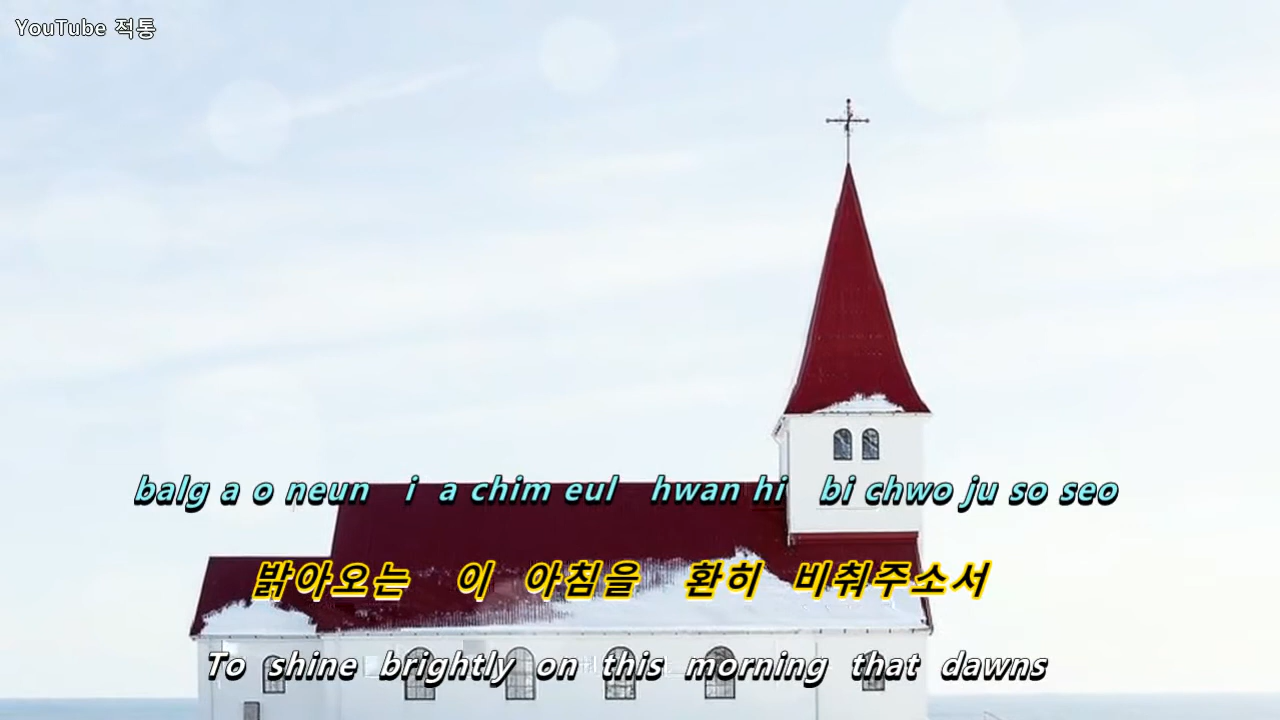 YouTube 적통
balg a o neun i a chim eul hwan hi bi chwo ju so seo
밝아오는 이 아침을 환히 비춰주소서
To shine brightly on this morning that dawns